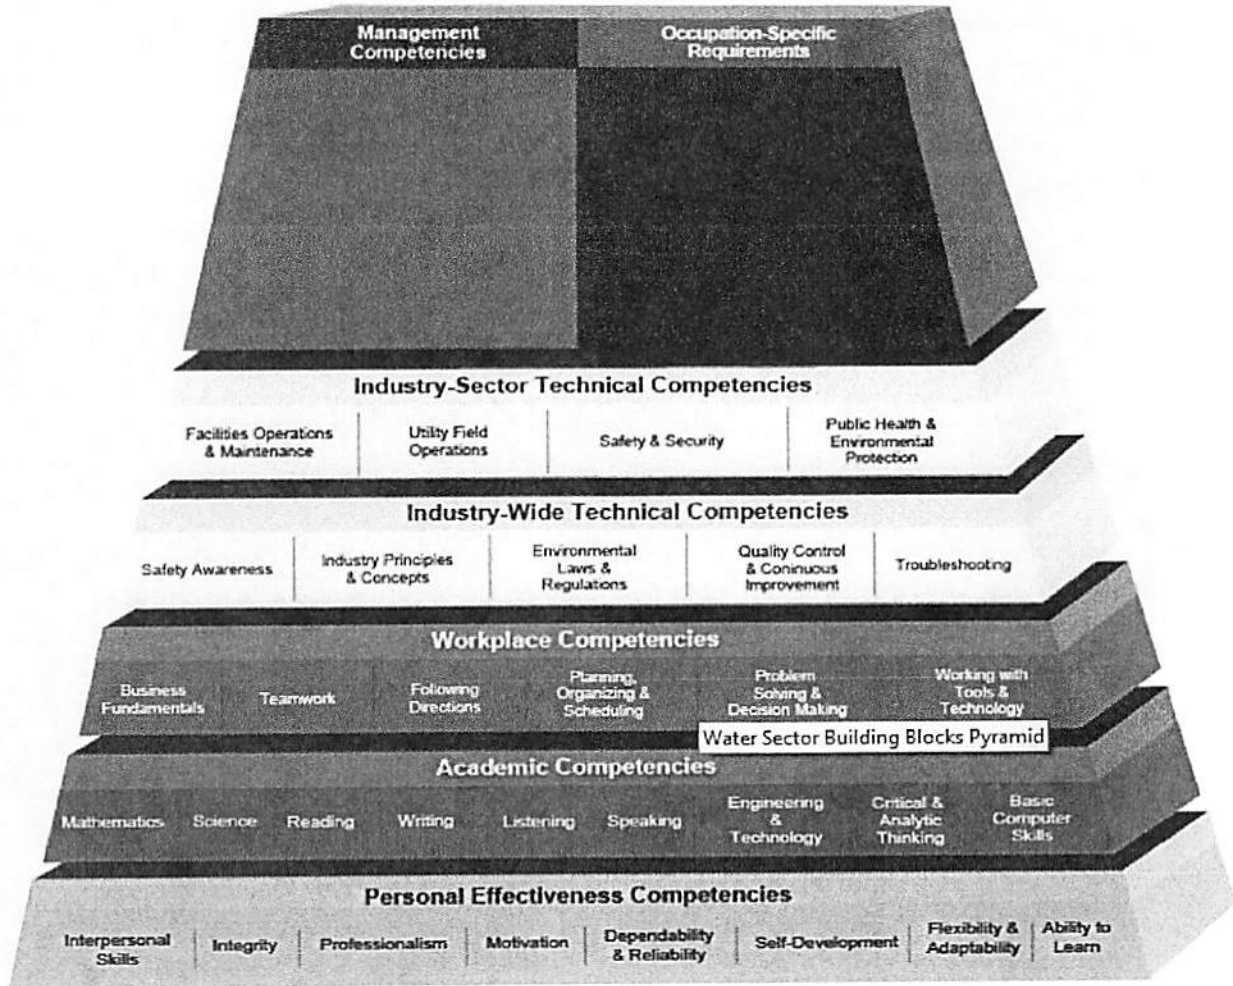 Management
Competencies
Occupation-Specific
Requirements
Industry-Sector Technical Competencies
Facilities Operations
& Maintenance
Utility Field
Operations
Safety & Security
Public Health &
Environmental
Protection
Industry-Wide Technical Competencies
Safety Awareness
Industry Principles
& Concepts
Environmental
Laws &
Regulations
Quality Control
& Coninuous
Improvement
Troubleshooting
Workplace Competencies
Business
Fundamentals
Teamwork
Following
Directions
Planning,
Organizing &
Scheduling
Problem
Solving &
Decision Making
Working with
Tools &
Technology
Water Sector Building Blocks Pyramid
Academic Competencies
Mathematics
Science
Reading
Writing
Listening
Speaking
Engineering
&
Technology
Critical &
Analytic
Thinking
Basic
Computer
Skills
Personal Effectiveness Competencies
Interpersonal
Skills
Integrity
Professionalism
Motivation
Dependability
& Reliability
Self-Development
Flexibility &
Adaptability
Ability to
Learn